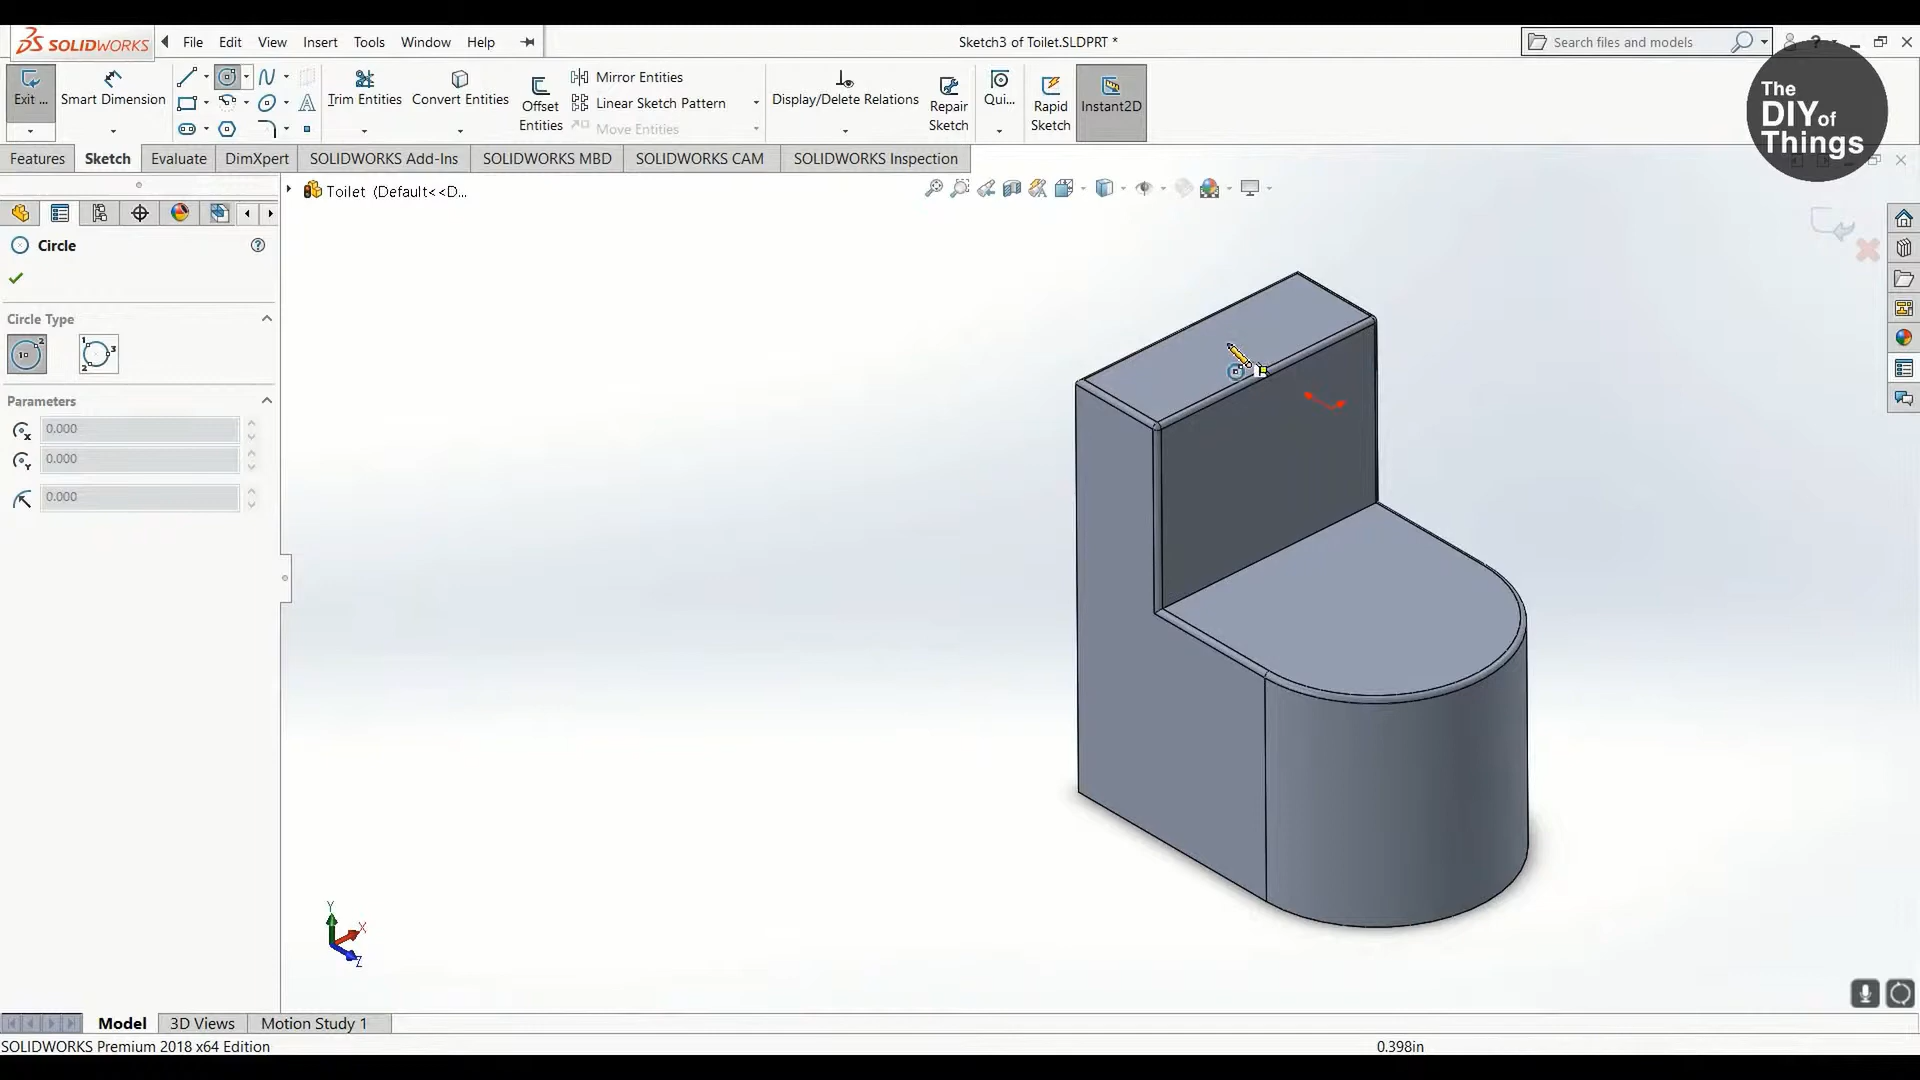 SOLIDWORKS File Edit View Insert Tools Window Help Sketch3 of Toilet.SLDPRT * Search files and models ?
The
DIY of
Things
Exit ... Smart Dimension Trim Entities Convert Entities Offset Entities Mirror Entities
Linear Sketch Pattern
Move Entities
Display/Delete Relations Repair Sketch Qui... Rapid Sketch Instant2D
Features Sketch Evaluate DimXpert SOLIDWORKS Add-Ins SOLIDWORKS MBD SOLIDWORKS CAM SOLIDWORKS Inspection
Toilet (Default<<D...
Circle ?
Circle Type
Parameters
0.000
0.000
0.000
Y
X
Z
Model 3D Views Motion Study 1
SOLIDWORKS Premium 2018 x64 Edition 0.398in